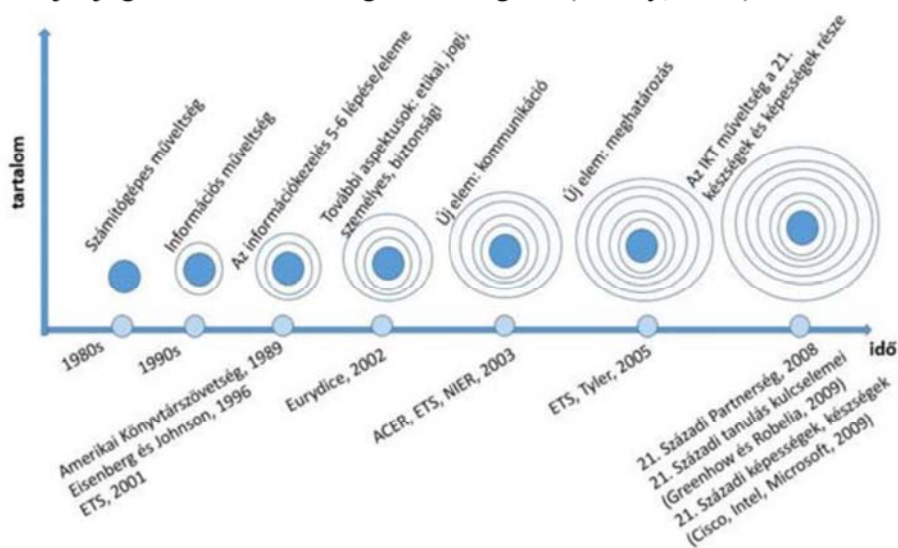 tartalom
Számítógépes műveltség
Információs műveltség
Az információkezelés 5-6 lépése/eleme
További aspektusok: etikai, jogi,
személyes, biztonsági
Új elem: kommunikáció
Új elem: meghatározás
Az IKT műveltség a 21.
készségek és képességek része
idő
1980s
1990s
Amerikai Könyvtárszövetség, 1989
Eisenberg és Johnson, 1996
ETS, 2001
Eurydice, 2002
ACER, ETS, NIER, 2003
ETS, Tyler, 2005
21. Századi Partnerség, 2008
21. Századi tanulás kulcselemei
(Greenhow és Robelia, 2009)
21. Századi képességek, készségek
(Cisco, Intel, Microsoft, 2009)